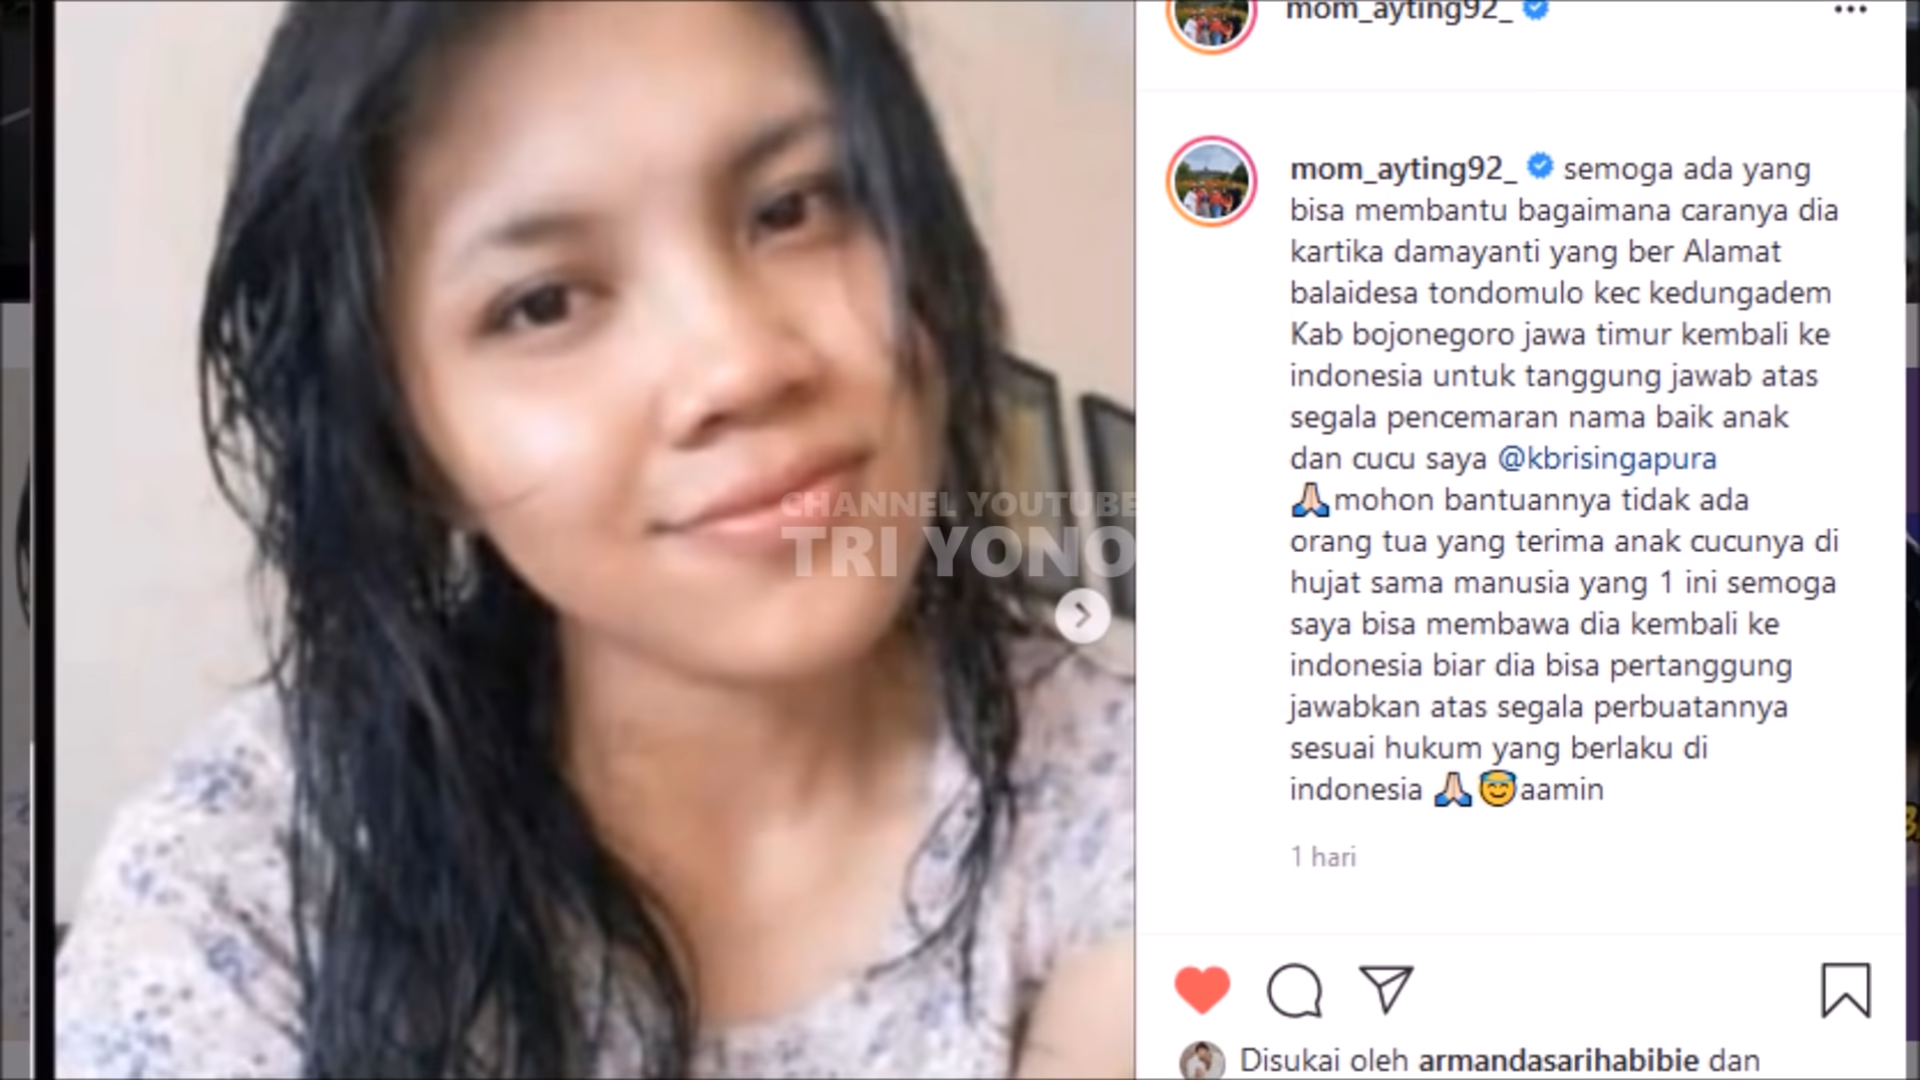 mom_ayting92_
mom_ayting92_ semoga ada yang
bisa membantu bagaimana caranya dia
kartika damayanti yang ber Alamat
balaidesa tondomulo kec kedungadem
Kab bojonegoro jawa timur kembali ke
indonesia untuk tanggung jawab atas
segala pencemaran nama baik anak
dan cucu saya @kbrisingapura
🙏mohon bantuannya tidak ada
orang tua yang terima anak cucunya di
hujat sama manusia yang 1 ini semoga
saya bisa membawa dia kembali ke
indonesia biar dia bisa pertanggung
jawabkan atas segala perbuatannya
sesuai hukum yang berlaku di
indonesia 🙏😇aamin
1 hari
Disukai oleh armandasarihabibie dan
CHANNEL YOUTUBE
TRI YONO